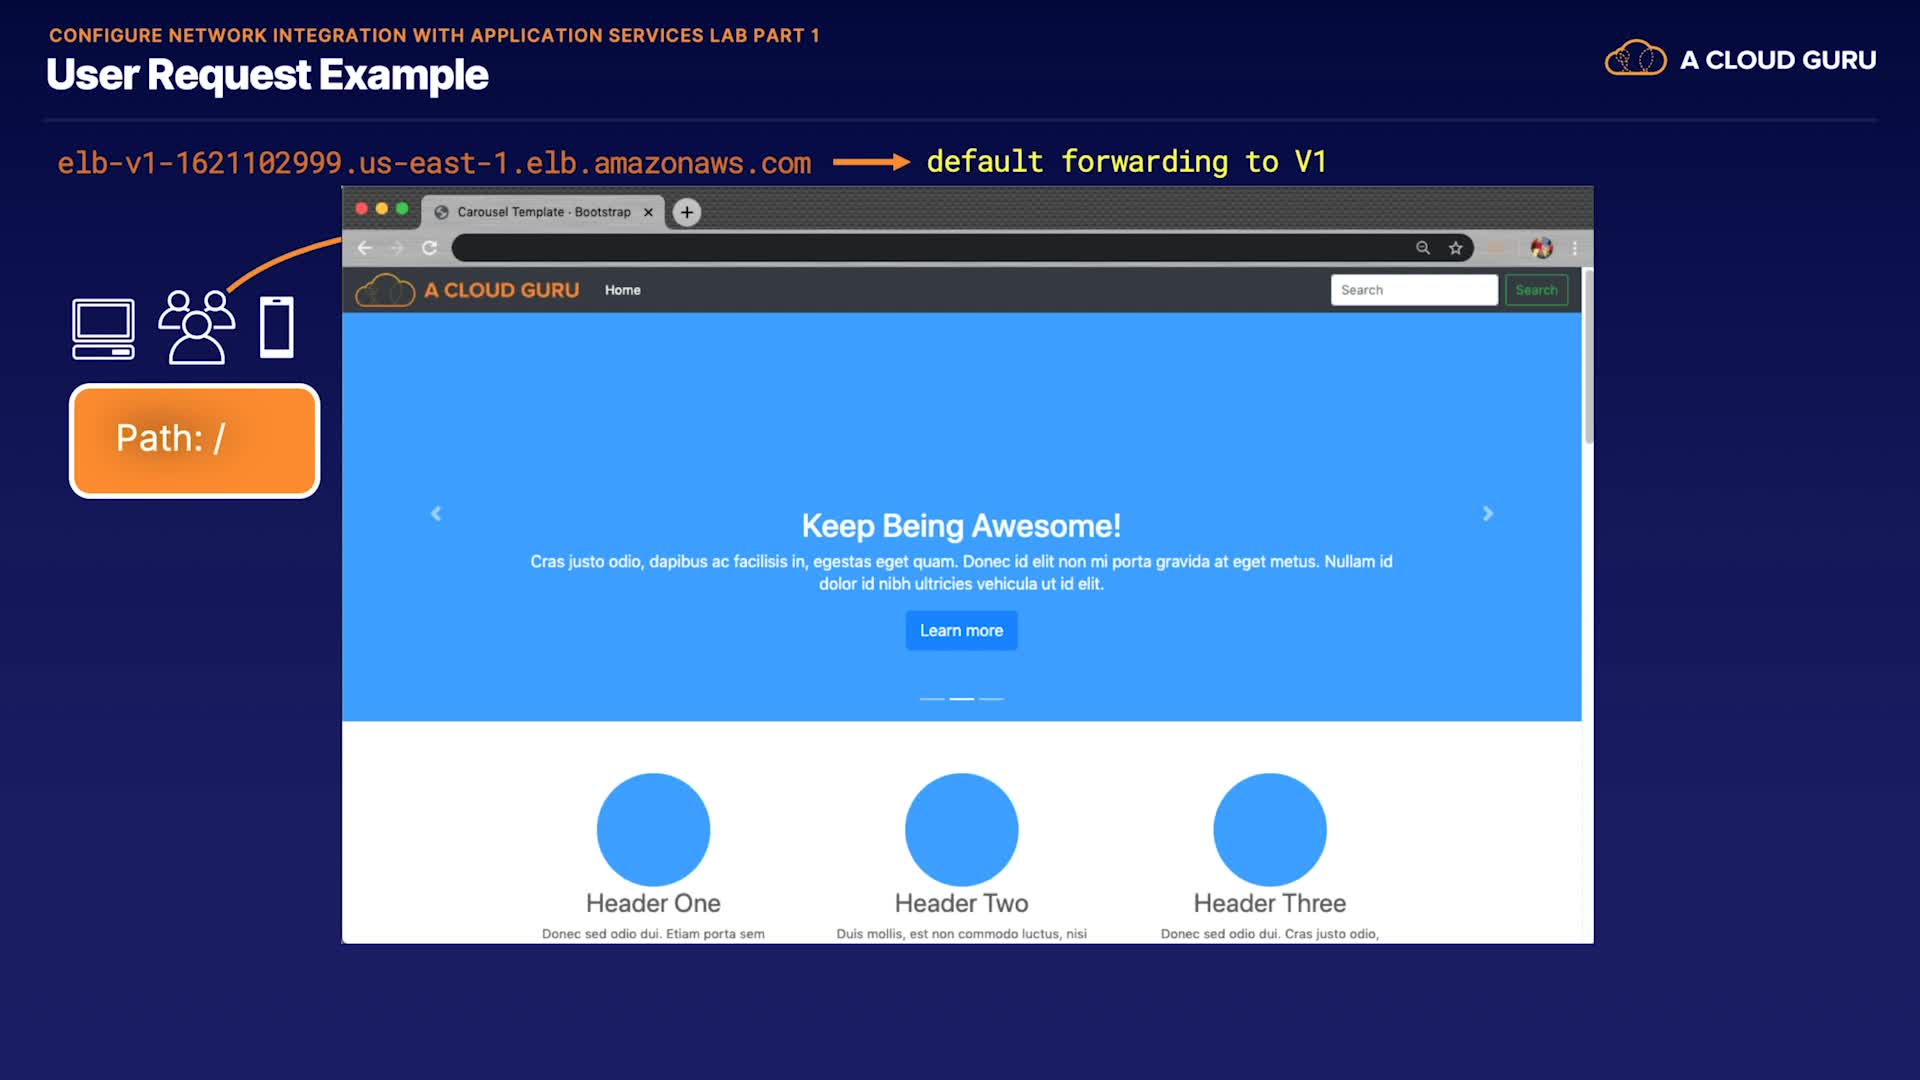 CONFIGURE NETWORK INTEGRATION WITH APPLICATION SERVICES LAB PART 1
User Request Example
A CLOUD GURU
elb-v1-1621102999.us-east-1.elb.amazonaws.com
default forwarding to V1
Carousel Template · Bootstrap
A CLOUD GURU
Home
Search
Search
Path: /
Keep Being Awesome!
Cras justo odio, dapibus ac facilisis in, egestas eget quam. Donec id elit non mi porta gravida at eget metus. Nullam id
dolor id nibh ultricies vehicula ut id elit.
Learn more
Header One
Header Two
Header Three
Donec sed odio dui. Etiam porta sem
Duis mollis, est non commodo luctus, nisi
Donec sed odio dui. Cras justo odio,